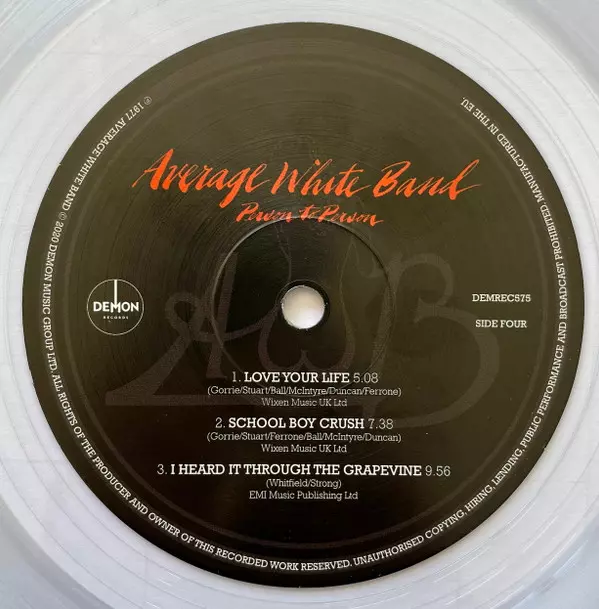 Average White Band
Person to Person
DEMON
RECORDS
DEMREC575
SIDE FOUR
1. LOVE YOUR LIFE 5.08
(Gorrie/Stuart/Ball/McIntyre/Duncan/Ferrone)
Wixen Music UK Ltd
2. SCHOOL BOY CRUSH 7.38
(Gorrie/Stuart/Ferrone/Ball/McIntyre/Duncan)
Wixen Music UK Ltd
3. I HEARD IT THROUGH THE GRAPEVINE 9.56
(Whitfield/Strong)
EMI Music Publishing Ltd
AWB
℗ 1977 AVERAGE WHITE BAND © 2020 DEMON MUSIC GROUP LTD. ALL RIGHTS OF THE PRODUCER AND OWNER OF THIS RECORDED WORK RESERVED. UNAUTHORISED COPYING, HIRING, LENDING, PUBLIC PERFORMANCE AND BROADCAST PROHIBITED. MANUFACTURED IN THE EU.